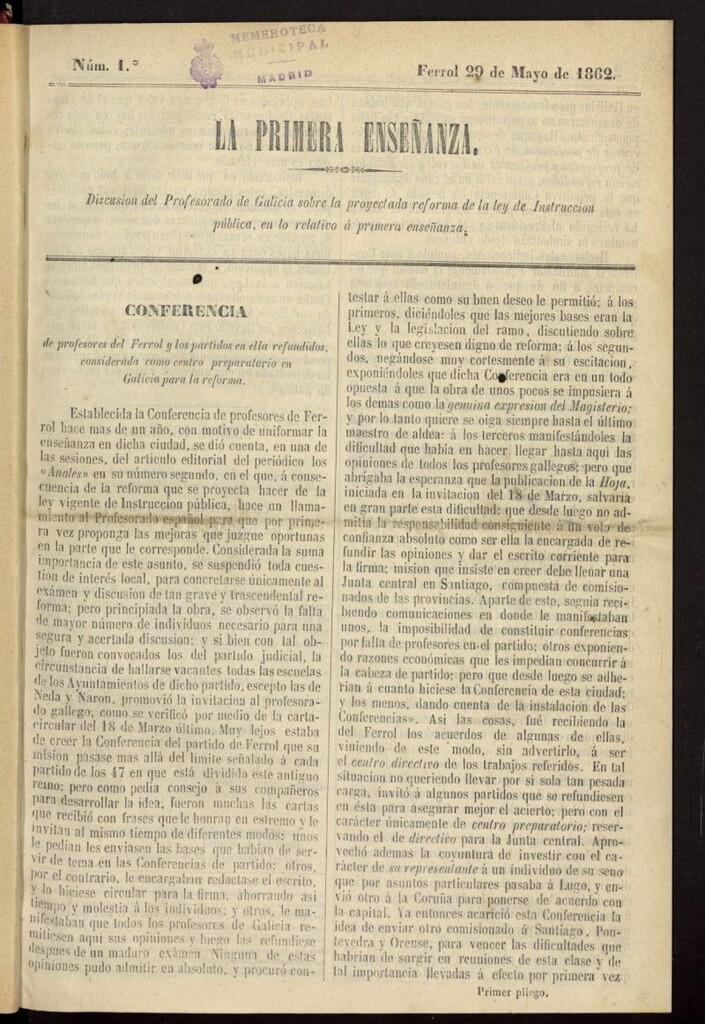 Núm. 1.º
HEMEROTECA
MUNICIPAL
MADRID
Ferrol 29 de Mayo de 1862.
LA PRIMERA ENSEÑANZA.
Discusion del Profesorado de Galicia sobre la proyectada reforma de la ley de Instruccion
pública, en lo relativo á primera enseñanza.
CONFERENCIA
de profesores del Ferrol y los partidos en ella refundidos,
considerada como centro preparatorio en
Galicia para la reforma.
Establecida la Conferencia de profesores de Fer-
rol hace mas de un año, con motivo de uniformar la
enseñanza en dicha ciudad, se dió cuenta, en una de
las sesiones, del articulo editorial del periódico los
«Anales» en su número segundo, en el que, á conse-
cuencia de la reforma que se proyecta hacer de la
ley vigente de Instruccion pública, hace un llama-
miento al Profesorado español para que por prime-
ra vez proponga las mejoras que juzgue oportunas
en la parte que le corresponde. Considerada la suma
importancia de este asunto, se suspendió toda cues-
tion de interés local, para concretarse únicamente al
exámen y discusion de tan grave y trascendental re-
forma; pero principiada la obra, se observó la falta
de mayor número de individuos necesario para una
segura y acertada discusion; y si bien con tal ob-
jeto fueron convocados los del partido judicial, la
circunstancia de hallarse vacantes todas las escuelas
de los Ayuntamientos de dicho partido, escepto las de
Neda y Naron, promovió la invitacion al profesora-
do gallego, como se verificó por medio de la carta-
circular del 18 de Marzo último. Muy lejos estaba
de creer la Conferencia del partido de Ferrol que su
mision pasase mas allá del límite señalado á cada
partido de los 47 en que está dividido este antiguo
reino; pero como pedia consejo á sus compañeros
para desarrollar la idea, fueron muchas las cartas
que recibió con frases que le honran en estremo y le
invitan al mismo tiempo de diferentes modos: unos
le pedian les enviasen las bases que habian de ser-
vir de tema en las Conferencias de partido: otros,
por el contrario, le encargaban redactase el escrito,
y lo hiciese circular para la firma, ahorrando asi
tiempo y molestia á los individuos; y otros, le ma-
nifestaban que todos los profesores de Galicia re-
mitiesen aqui sus opiniones y luego las refundiese
despues de un maduro exámen. Ninguna de estas
opiniones pudo admitir en absoluto, y procuró con-
testar á ellas como su buen deseo le permitió: á los
primeros, diciéndoles que las mejores bases eran la
Ley y la legislacion del ramo, discutiendo sobre
ellas lo que creyesen digno de reforma; á los segun-
dos, negándose muy cortesmente á su escitacion,
exponiéndoles que dicha Conferencia era en un todo
opuesta á que la obra de unos pocos se impusiera á
los demas como la genuina expresion del Magisterio;
y por lo tanto quiere se oiga siempre hasta el último
maestro de aldea: á los terceros manifestándoles la
dificultad que habia en hacer llegar hasta aquí las
opiniones de todos los profesores gallegos; pero que
abrigaba la esperanza que la publicacion de la Hoja,
iniciada en la invitacion del 18 de Marzo, salvaria
en gran parte esta dificultad: que desde luego no ad-
mitia la responsabilidad consiguiente á un voto de
confianza absoluto como ser ella la encargada de re-
fundir las opiniones y dar el escrito corriente para
la firma; mision que insiste en creer debe llenar una
Junta central en Santiago, compuesta de comisio-
nados de las provincias. Aparte de esto, seguia reci-
biendo comunicaciones en donde le manifestaban
unos, la imposibilidad de constituir conferencias
por falta de profesores en el partido; otros exponien-
do razones económicas que les impedian concurrir á
la cabeza de partido; pero que desde luego se adhe-
rian á cuanto hiciese la Conferencia de esta ciudad;
y los menos, dando cuenta de la instalacion de las
Conferencias». Asi las cosas, fué recibiendo la
del Ferrol los acuerdos de algunas de ellas,
viniendo de este modo, sin advertirlo, á ser
el centro directivo de los trabajos referidos. En tal
situacion no queriendo llevar por si sola tan pesada
carga, invitó á algunos partidos que se refundiesen
en ésta para asegurar mejor el acierto; pero con el
carácter únicamente de centro preparatorio; reser-
vando el de directivo para la Junta central. Apro-
vechó ademas la coyuntura de investir con el ca-
rácter de su representante á un individuo de su seno
que por asuntos particulares pasaba á Lugo, y en-
vió otro á la Coruña para ponerse de acuerdo con
la capital. Ya entonces acarició esta Conferencia la
idea de enviar otro comisionado á Santiago, Pon-
tevedra y Orense, para vencer las dificultades que
habrian de surgir en reuniones de esta clase y de
tal importancia llevadas á efecto por primera vez
Primer pliego.